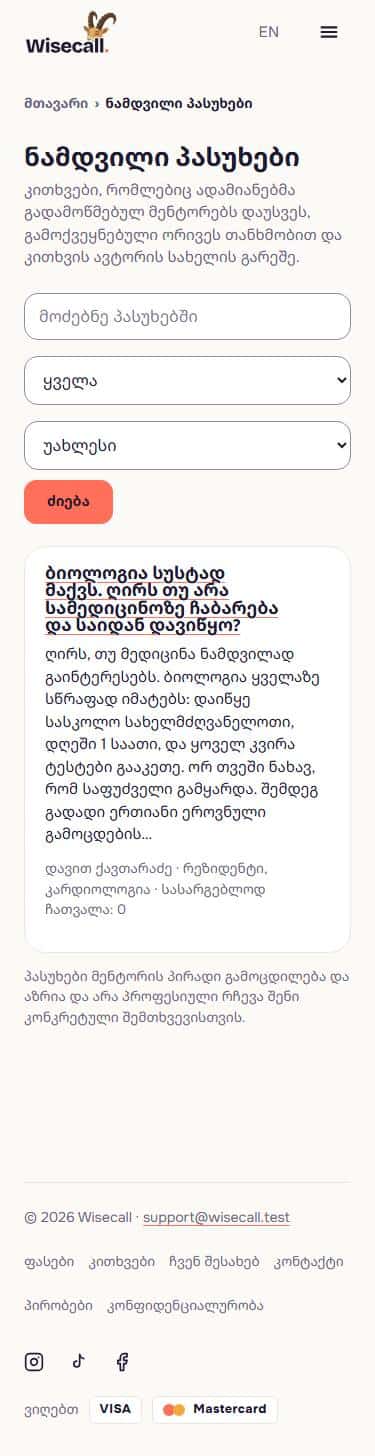 Wisecall.
EN
მთავარი › ნამდვილი პასუხები
ნამდვილი პასუხები
კითხვები, რომლებიც ადამიანებმა
გადამოწმებულ მენტორებს დაუსვეს,
გამოქვეყნებული ორივეს თანხმობით და
კითხვის ავტორის სახელის გარეშე.
მოძებნე პასუხებში
ყველა
უახლესი
ძიება
ბიოლოგია სუსტად
მაქვს. ღირს თუ არა
სამედიცინოზე ჩაბარება
და საიდან დავიწყო?
ღირს, თუ მედიცინა ნამდვილად
გაინტერესებს. ბიოლოგია ყველაზე
სწრაფად იმატებს: დაიწყე
სასკოლო სახელმძღვანელოთი,
დღეში 1 საათი, და ყოველ კვირა
ტესტები გააკეთე. ორ თვეში ნახავ,
რომ საფუძველი გამყარდა. შემდეგ
გადადი ერთიანი ეროვნული
გამოცდების...
დავით ქავთარაძე · რეზიდენტი,
კარდიოლოგია · სასარგებლოდ
ჩათვალა: 0
პასუხები მენტორის პირადი გამოცდილება და
აზრია და არა პროფესიული რჩევა შენი
კონკრეტული შემთხვევისთვის.
© 2026 Wisecall · support@wisecall.test
ფასები კითხვები ჩვენ შესახებ კონტაქტი
პირობები კონფიდენციალურობა
ვიღებთ VISA Mastercard